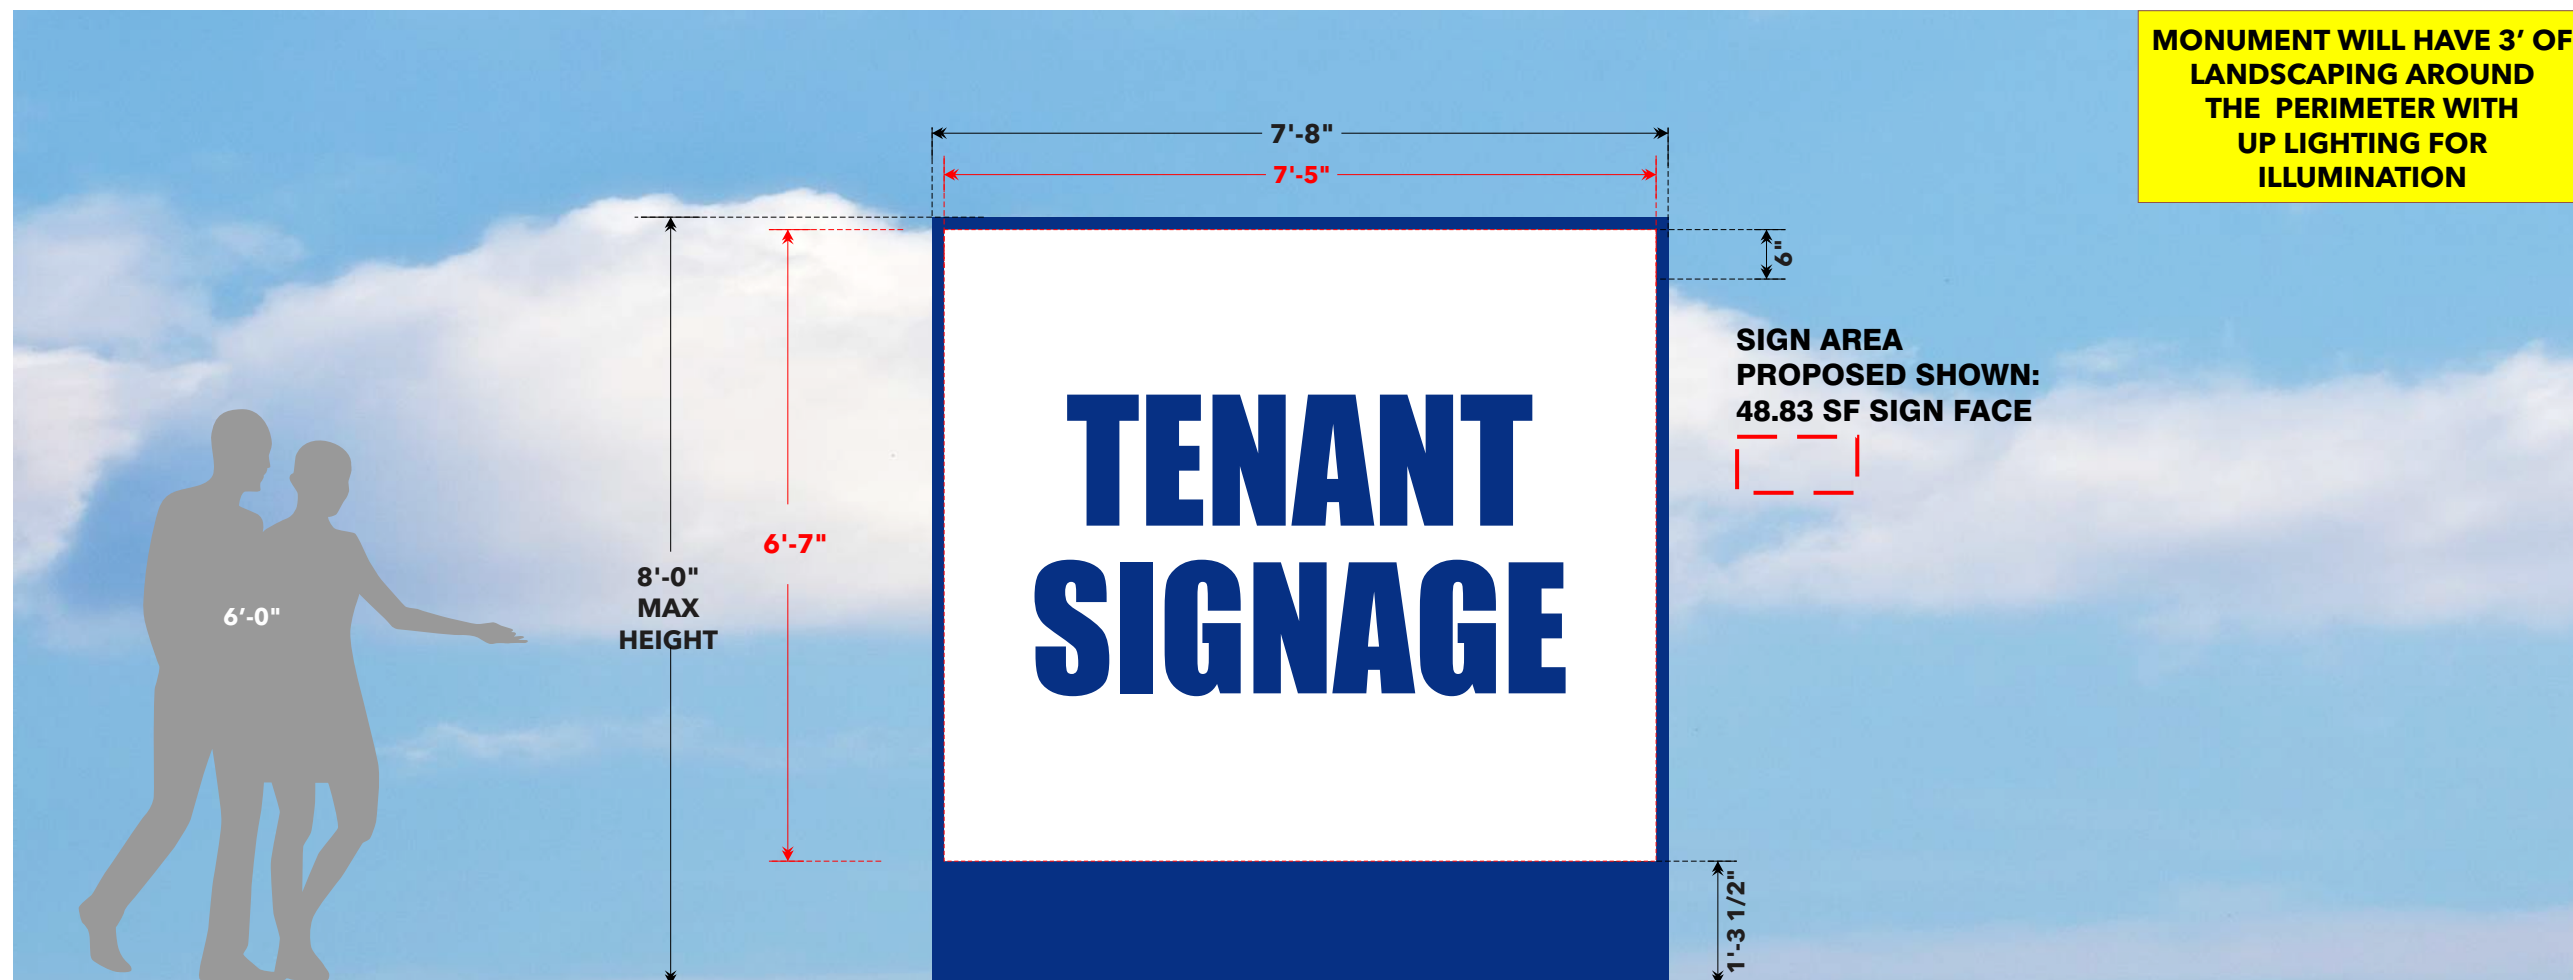 MONUMENT WILL HAVE 3’ OF
LANDSCAPING AROUND
THE PERIMETER WITH
UP LIGHTING FOR
ILLUMINATION
7'-8"
7'-5"
6"
SIGN AREA
PROPOSED SHOWN:
48.83 SF SIGN FACE
TENANT
SIGNAGE
6'-7"
8'-0"
MAX
HEIGHT
6’-0"
1'-3 1/2"